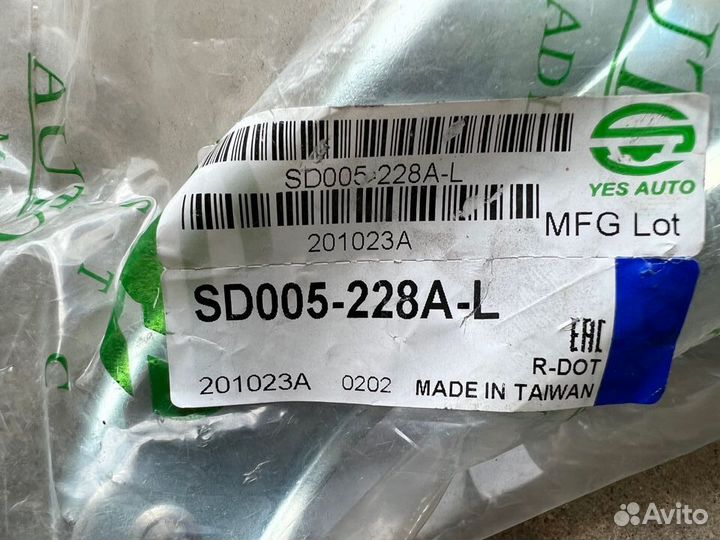 SD005-228A-L
YES AUTO
201023A
MFG Lot
SD005-228A-L
EAC
R-DOT
201023A 0202 MADE IN TAIWAN
Avito